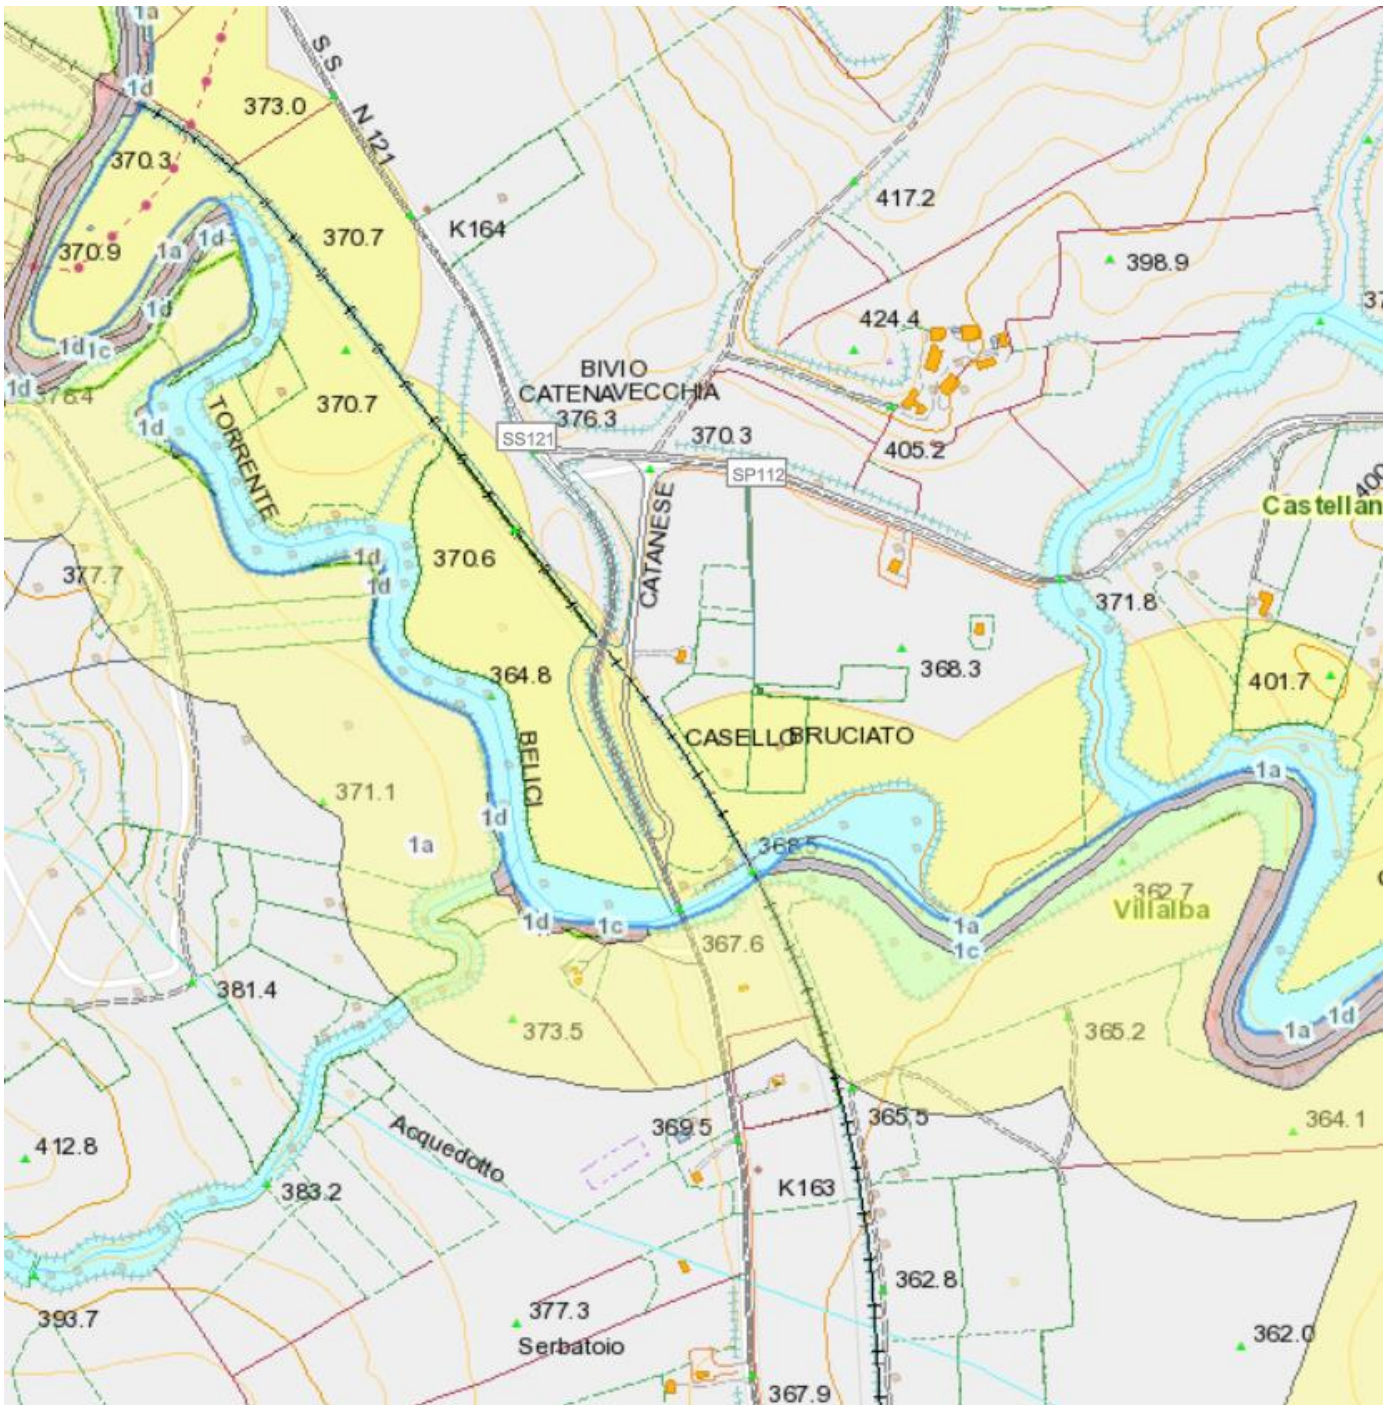 1a
S S
N 121
1d
373.0
370.3
417.2
K164
370.9
1a
1d
370.7
398.9
1d
424.4
1d
1c
BIVIO
CATENAVECCHIA
376.3
1d
376.4
370.7
TORRENTE
1d
SS121
370.3
405.2
SP112
CATANESE
400
Castellan
377.7
1d
1d
370.6
371.8
364.8
368.3
401.7
BELICI
CASELLO
BRUCIATO
1a
371.1
1d
1a
368.5
362.7
Villalba
1d
1c
367.6
1a
1c
381.4
373.5
365.2
1a
1d
369.5
365.5
364.1
Acquedotto
412.8
383.2
K163
393.7
377.3
Serbatoio
362.8
362.0
367.9